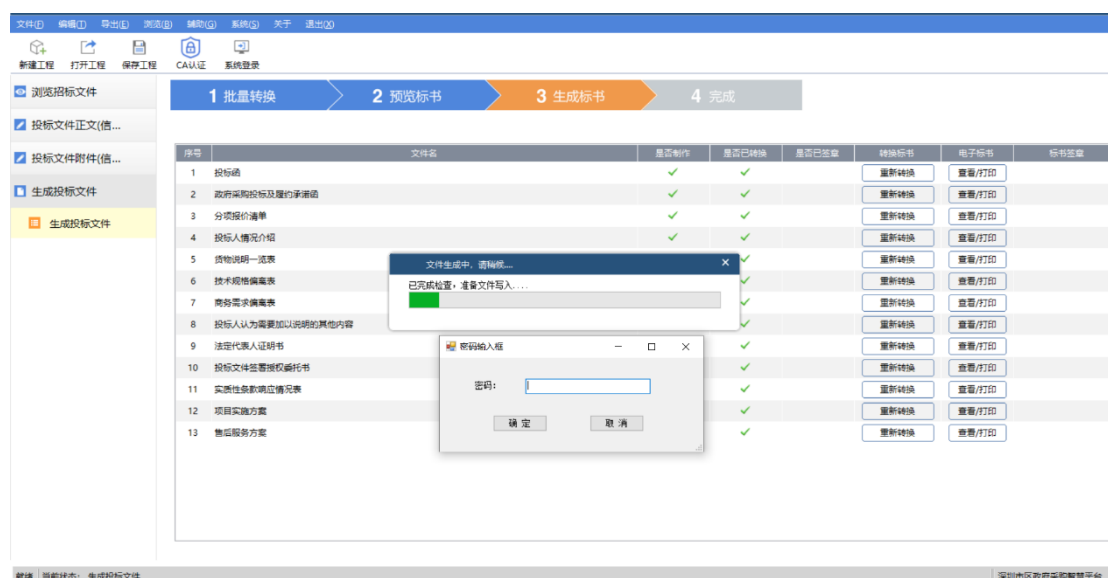 文件(F) 编辑(T) 导出(E) 浏览(B) 辅助(G) 系统(S) 关于 退出(X)
新建工程 打开工程 保存工程 CA认证 系统登录
浏览招标文件
投标文件正文(信...
投标文件附件(信...
生成投标文件
生成投标文件
1 批量转换 2 预览标书 3 生成标书 4 完成
序号 文件名 是否制作 是否已转换 是否已签章 转换标书 电子标书 标书签章
1 投标函 重新转换 查看/打印
2 政府采购投标及履约承诺函 重新转换 查看/打印
3 分项报价清单 重新转换 查看/打印
4 投标人情况介绍 重新转换 查看/打印
5 货物说明一览表 重新转换 查看/打印
6 技术规格偏离表 重新转换 查看/打印
7 商务需求偏离表 重新转换 查看/打印
8 投标人认为需要加以说明的其他内容 重新转换 查看/打印
9 法定代表人证明书 重新转换 查看/打印
10 投标文件签署授权委托书 重新转换 查看/打印
11 实质性条款响应情况表 重新转换 查看/打印
12 项目实施方案 重新转换 查看/打印
13 售后服务方案 重新转换 查看/打印
文件生成中，请稍候....
已完成检查，准备文件写入....
密码输入框
密码：
确 定 取 消
就绪 当前状态： 生成投标文件 深圳市区政府采购智慧平台